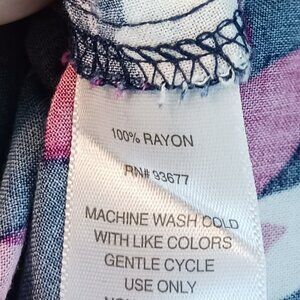 100% RAYON
RN# 93677
MACHINE WASH COLD
WITH LIKE COLORS
GENTLE CYCLE
USE ONLY